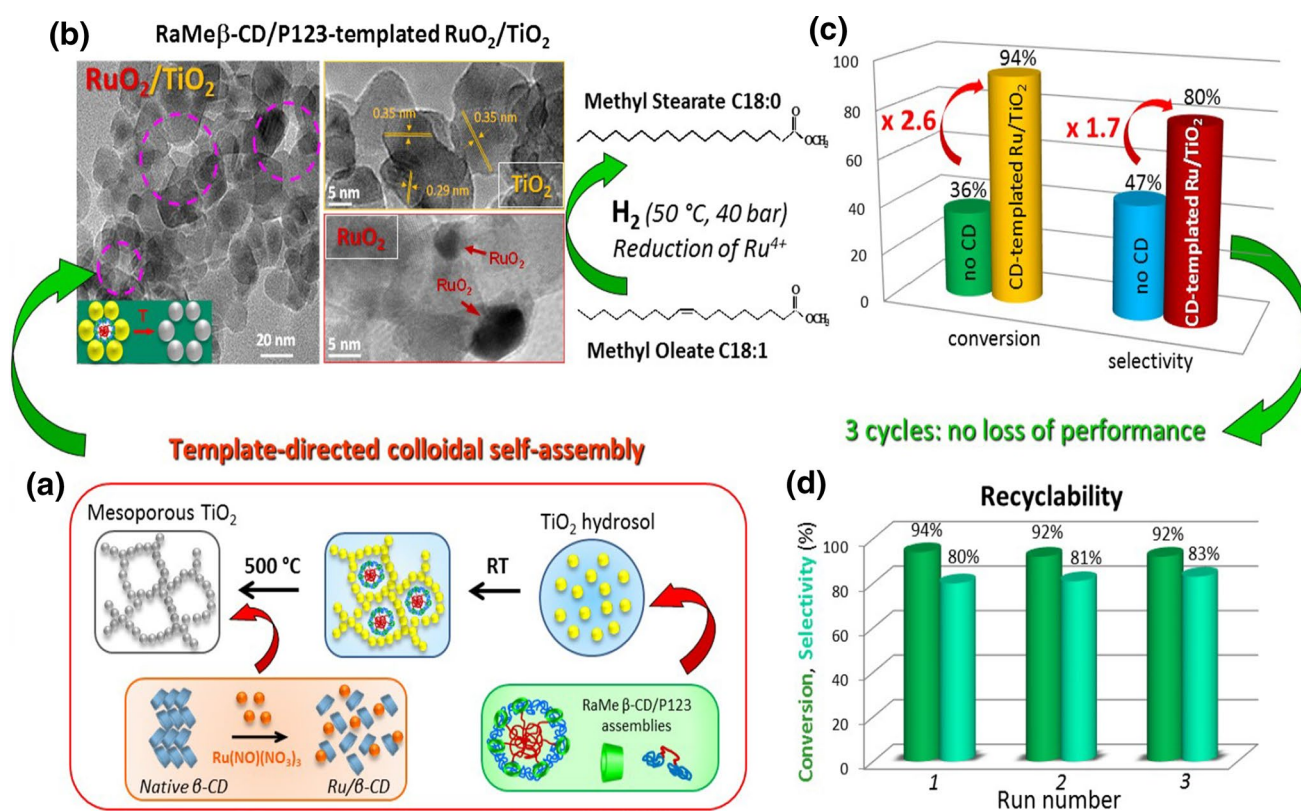 (b)
RaMeβ-CD/P123-templated RuO₂/TiO₂
RuO₂/TiO₂
T
20 nm
0.35 nm
0.35 nm
0.29 nm
5 nm
TiO₂
RuO₂
RuO₂
RuO₂
5 nm
Methyl Stearate C18:0
O
OCH₃
H₂ (50 °C, 40 bar)
Reduction of Ru⁴⁺
O
OCH₃
Methyl Oleate C18:1
(c)
100
80
60
40
20
0
94%
80%
x 2.6
x 1.7
36%
47%
no CD
CD-templated Ru/TiO₂
no CD
CD-templated Ru/TiO₂
conversion
selectivity
3 cycles: no loss of performance
Template-directed colloidal self-assembly
(a)
Mesoporous TiO₂
TiO₂ hydrosol
500 °C
RT
Ru(NO)(NO₃)₃
Native β-CD
Ru/β-CD
RaMe β-CD/P123
assemblies
(d)
Recyclability
Conversion, Selectivity (%)
100
80
60
40
20
0
94%
80%
92%
81%
92%
83%
1
2
3
Run number